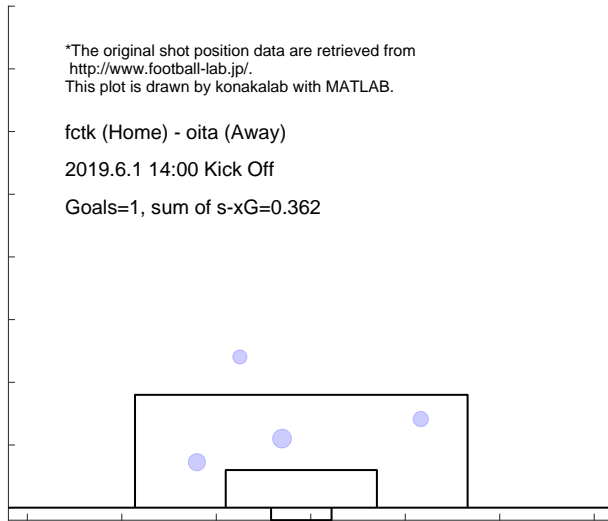 *The original shot position data are retrieved from
http://www.football-lab.jp/.
This plot is drawn by konakalab with MATLAB.
fctk (Home) - oita (Away)
2019.6.1 14:00 Kick Off
Goals=1, sum of s-xG=0.362